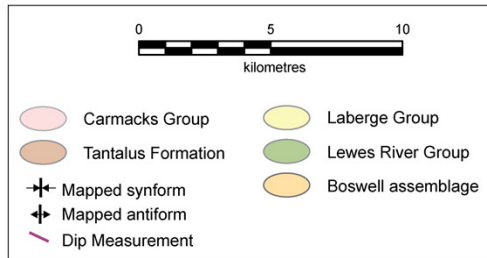 0 5 10
kilometres
Carmacks Group
Laberge Group
Tantalus Formation
Lewes River Group
Mapped synform
Boswell assemblage
Mapped antiform
Dip Measurement